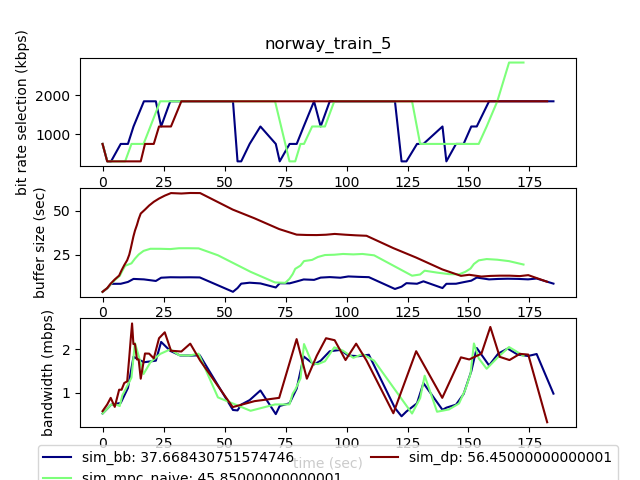 norway_train_5
bit rate selection (kbps)
2000
1000
0 25 50 75 100 125 150 175
buffer size (sec)
50
25
0 25 50 75 100 125 150 175
bandwidth (mbps)
2
1
0 25 50 75 100 125 150 175
time (sec)
sim_bb: 37.668430751574746
sim_dp: 56.45000000000001
sim_mpc_naive: 45.85000000000001